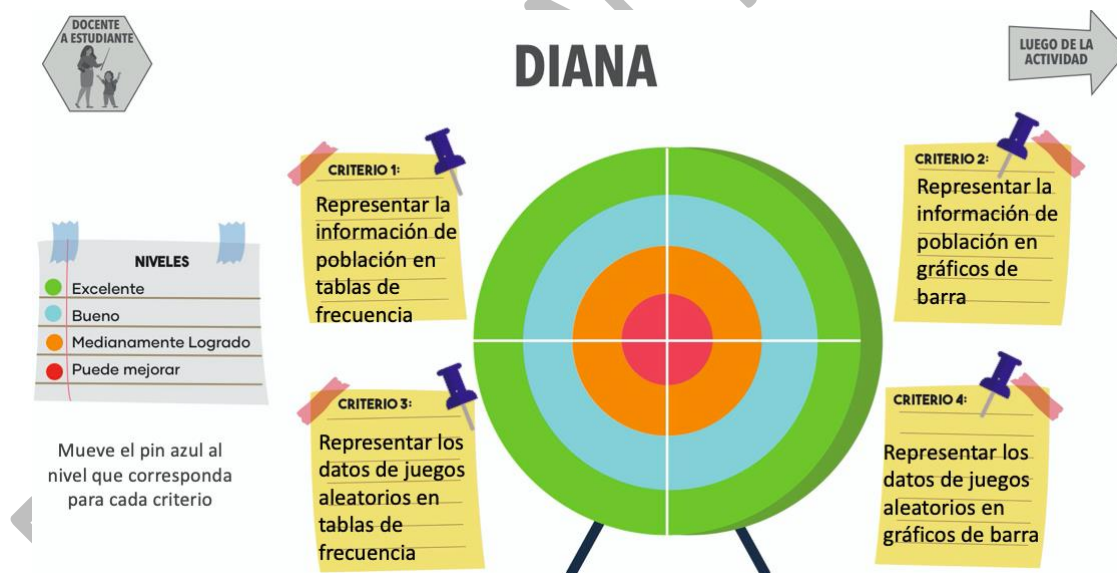 DOCENTE
A ESTUDIANTE
DIANA
LUEGO DE LA
ACTIVIDAD
CRITERIO 1:
Representar la
información de
población en
tablas de
frecuencia
CRITERIO 2:
Representar la
información de
población en
gráficos de
barra
NIVELES
Excelente
Bueno
Medianamente Logrado
Puede mejorar
Mueve el pin azul al
nivel que corresponda
para cada criterio
CRITERIO 3:
Representar los
datos de juegos
aleatorios en
tablas de
frecuencia
CRITERIO 4:
Representar los
datos de juegos
aleatorios en
gráficos de barra